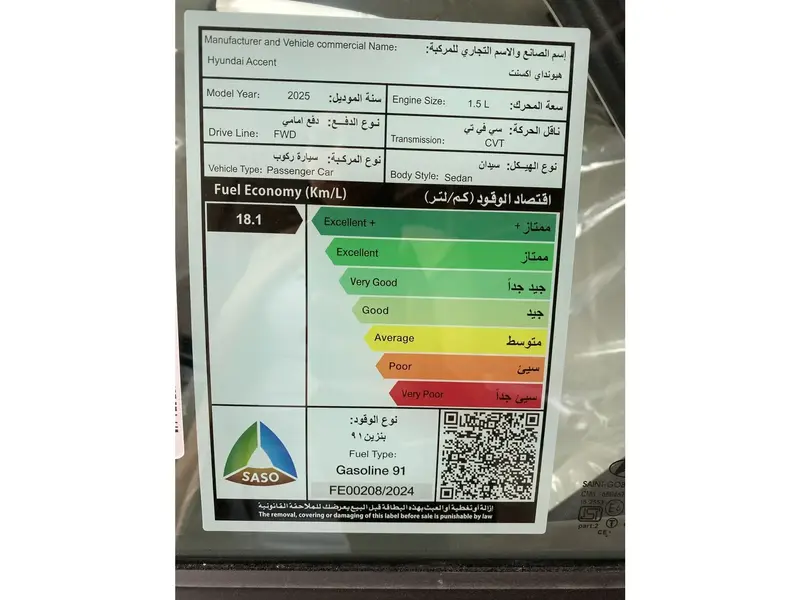 Manufacturer and Vehicle commercial Name: إسم الصانع والاسم التجاري للمركبة:
Hyundai Accent هيونداي اكسنت
Model Year: 2025 سنة الموديل:
Engine Size: 1.5 L سعة المحرك:
نوع الدفع: دفع امامي
Drive Line: FWD
ناقل الحركة: سي في تي
Transmission: CVT
نوع المركبة: سيارة ركوب
Vehicle Type: Passenger Car
نوع الهيكل: سيدان
Body Style: Sedan
Fuel Economy (Km/L) اقتصاد الوقود (كم/لتر)
18.1
Excellent + ممتاز +
Excellent ممتاز
Very Good جيد جداً
Good جيد
Average متوسط
Poor سيئ
Very Poor سيئ جداً
SASO
نوع الوقود:
بنزين ٩١
Fuel Type:
Gasoline 91
FE00208/2024
إزالة أو تغطية أو العبث بهذه البطاقة قبل البيع يعرضك للملاحقة القانونية
The removal, covering or damaging of this label before sale is punishable by law
part.2